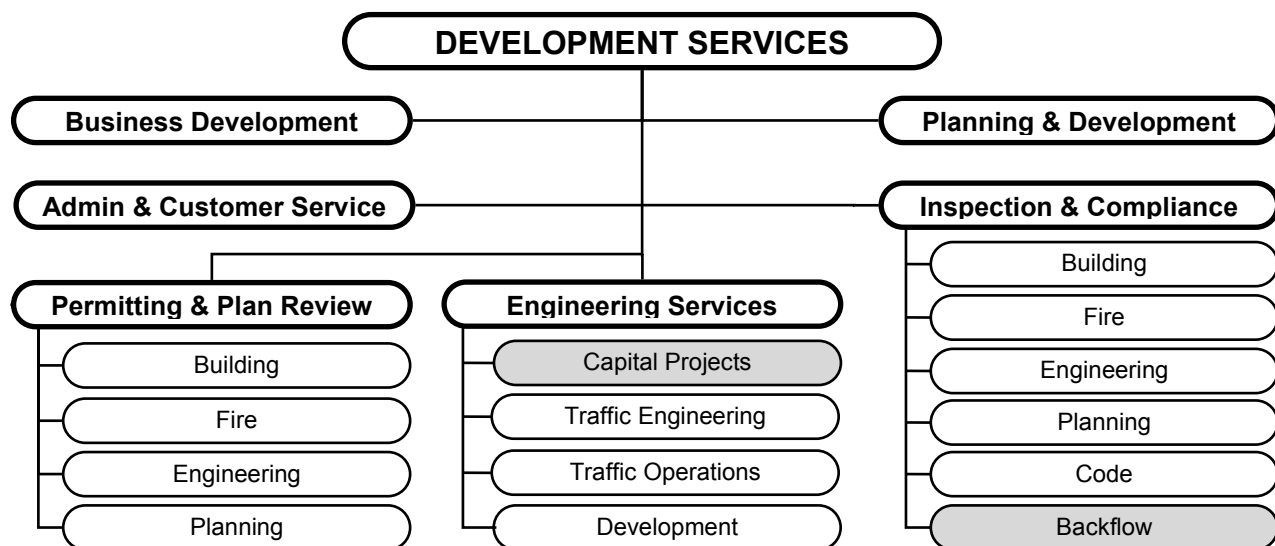 DEVELOPMENT SERVICES
Business Development
Planning & Development
Admin & Customer Service
Inspection & Compliance
Permitting & Plan Review
Building
Fire
Engineering
Planning
Engineering Services
Capital Projects
Traffic Engineering
Traffic Operations
Development
Building
Fire
Engineering
Planning
Code
Backflow